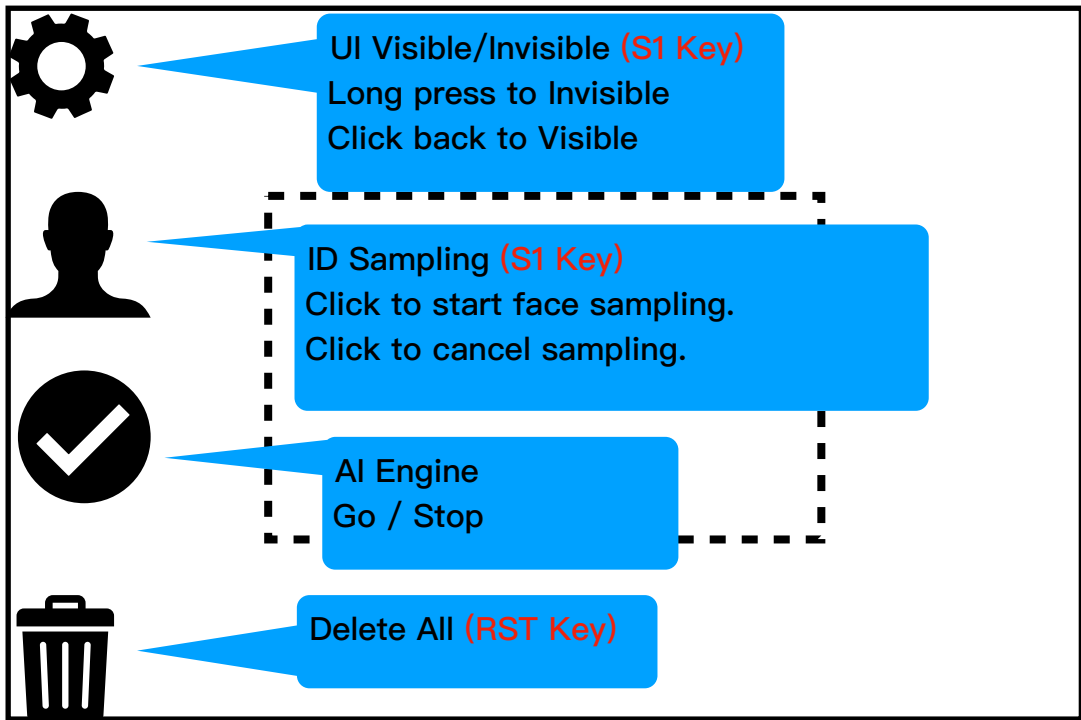 UI Visible/Invisible (S1 Key)
Long press to Invisible
Click back to Visible
ID Sampling (S1 Key)
Click to start face sampling.
Click to cancel sampling.
AI Engine
Go / Stop
Delete All (RST Key)